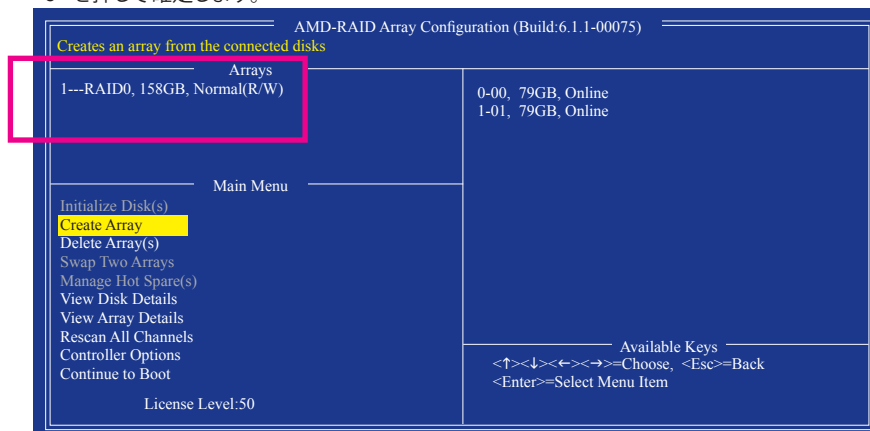 AMD-RAID Array Configuration (Build:6.1.1-00075)
Creates an array from the connected disks
Arrays
1---RAID0, 158GB, Normal(R/W)
0-00, 79GB, Online
1-01, 79GB, Online
Main Menu
Initialize Disk(s)
Create Array
Delete Array(s)
Swap Two Arrays
Manage Hot Spare(s)
View Disk Details
View Array Details
Rescan All Channels
Controller Options
Continue to Boot
License Level:50
Available Keys
<↑><↓><←><→>=Choose, <Esc>=Back
<Enter>=Select Menu Item